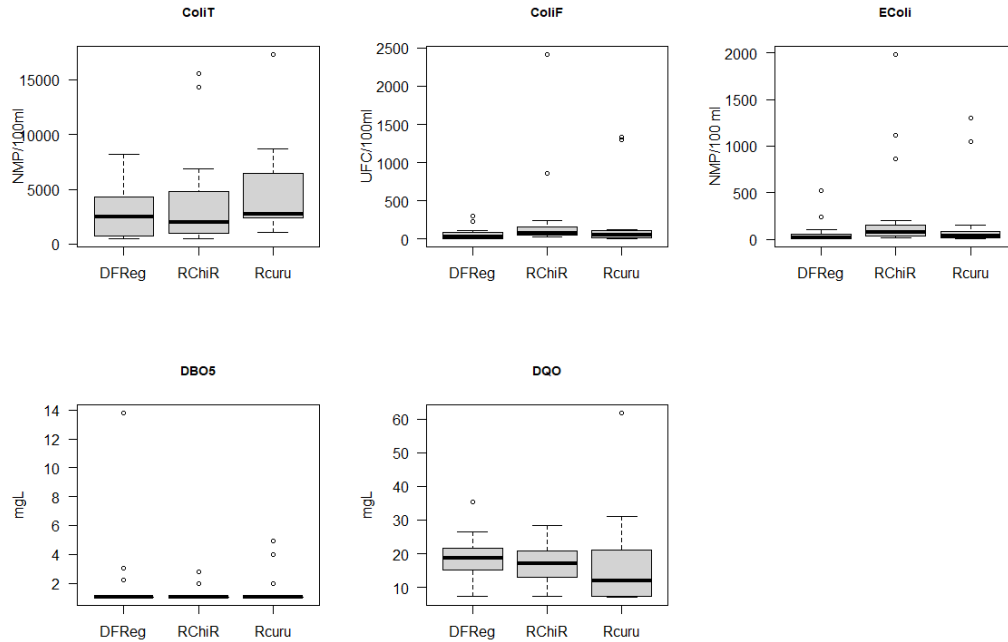 ColiT
NMP/100ml
15000
10000
5000
0
DFReg RChiR Rcuru
ColiF
UFC/100ml
2500
2000
1500
1000
500
0
DFReg RChiR Rcuru
EColi
NMP/100 ml
2000
1500
1000
500
0
DFReg RChiR Rcuru
DBO5
mgL
14
12
10
8
6
4
2
DFReg RChiR Rcuru
DQO
mgL
60
50
40
30
20
10
DFReg RChiR Rcuru